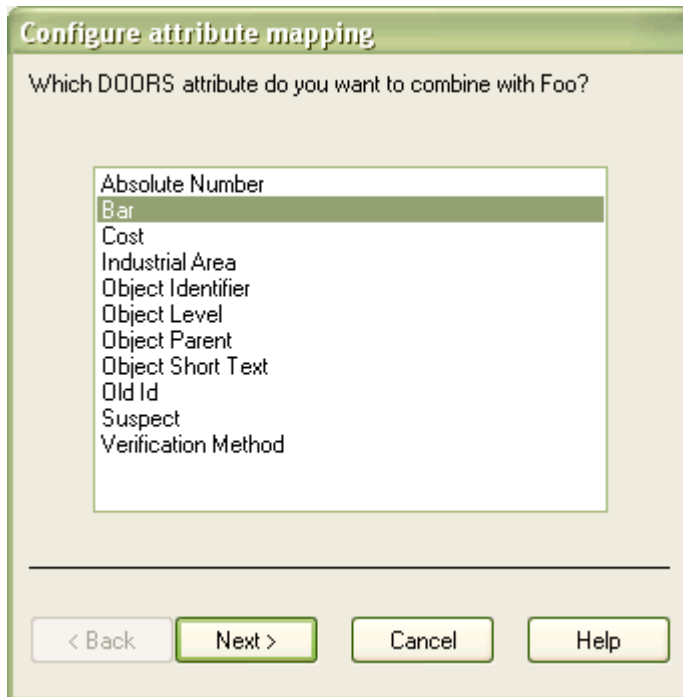 Configure attribute mapping
Which DOORS attribute do you want to combine with Foo?
Absolute Number
Bar
Cost
Industrial Area
Object Identifier
Object Level
Object Parent
Object Short Text
Old Id
Suspect
Verification Method
< Back Next > Cancel Help